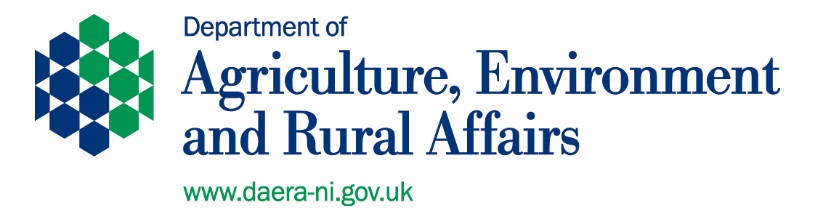 Department of
Agriculture, Environment
and Rural Affairs
www.daera-ni.gov.uk